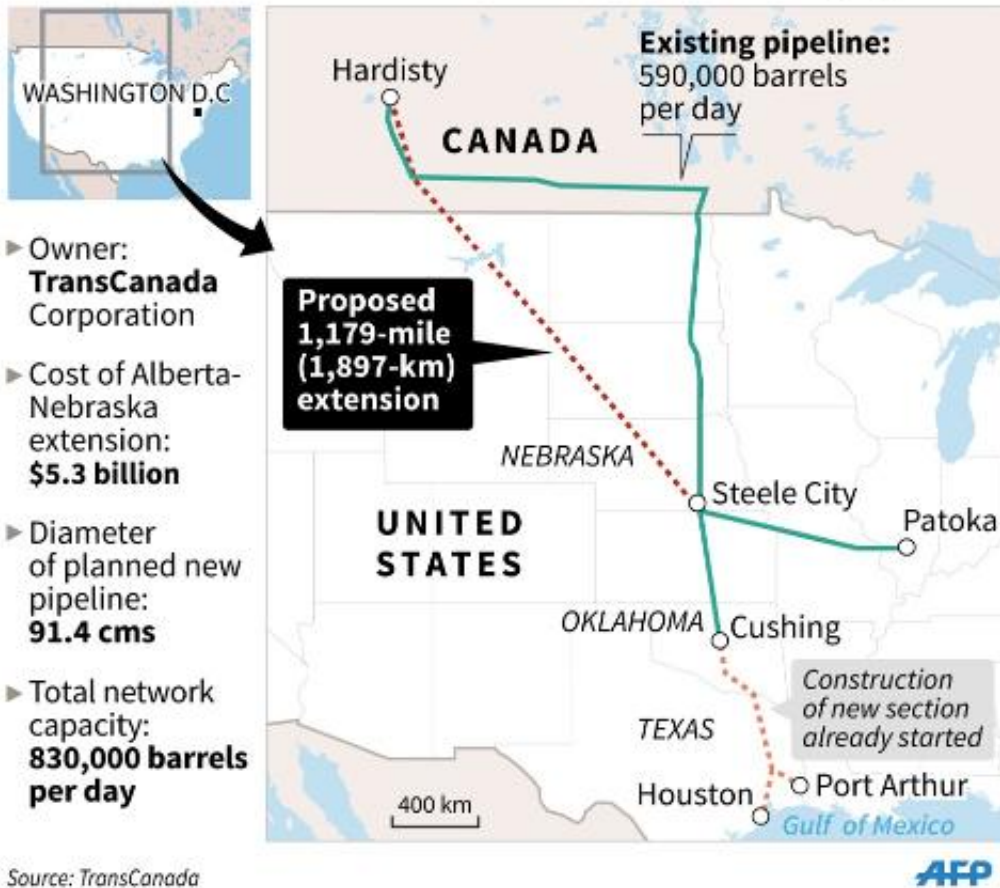 WASHINGTON D.C
Owner:
TransCanada
Corporation
Cost of Alberta-
Nebraska
extension:
$5.3 billion
Diameter
of planned new
pipeline:
91.4 cms
Total network
capacity:
830,000 barrels
per day
Hardisty
CANADA
Existing pipeline:
590,000 barrels
per day
Proposed
1,179-mile
(1,897-km)
extension
NEBRASKA
Steele City
Patoka
UNITED
STATES
OKLAHOMA
Cushing
Construction
of new section
already started
TEXAS
Houston
Port Arthur
Gulf of Mexico
400 km
Source: TransCanada
AFP